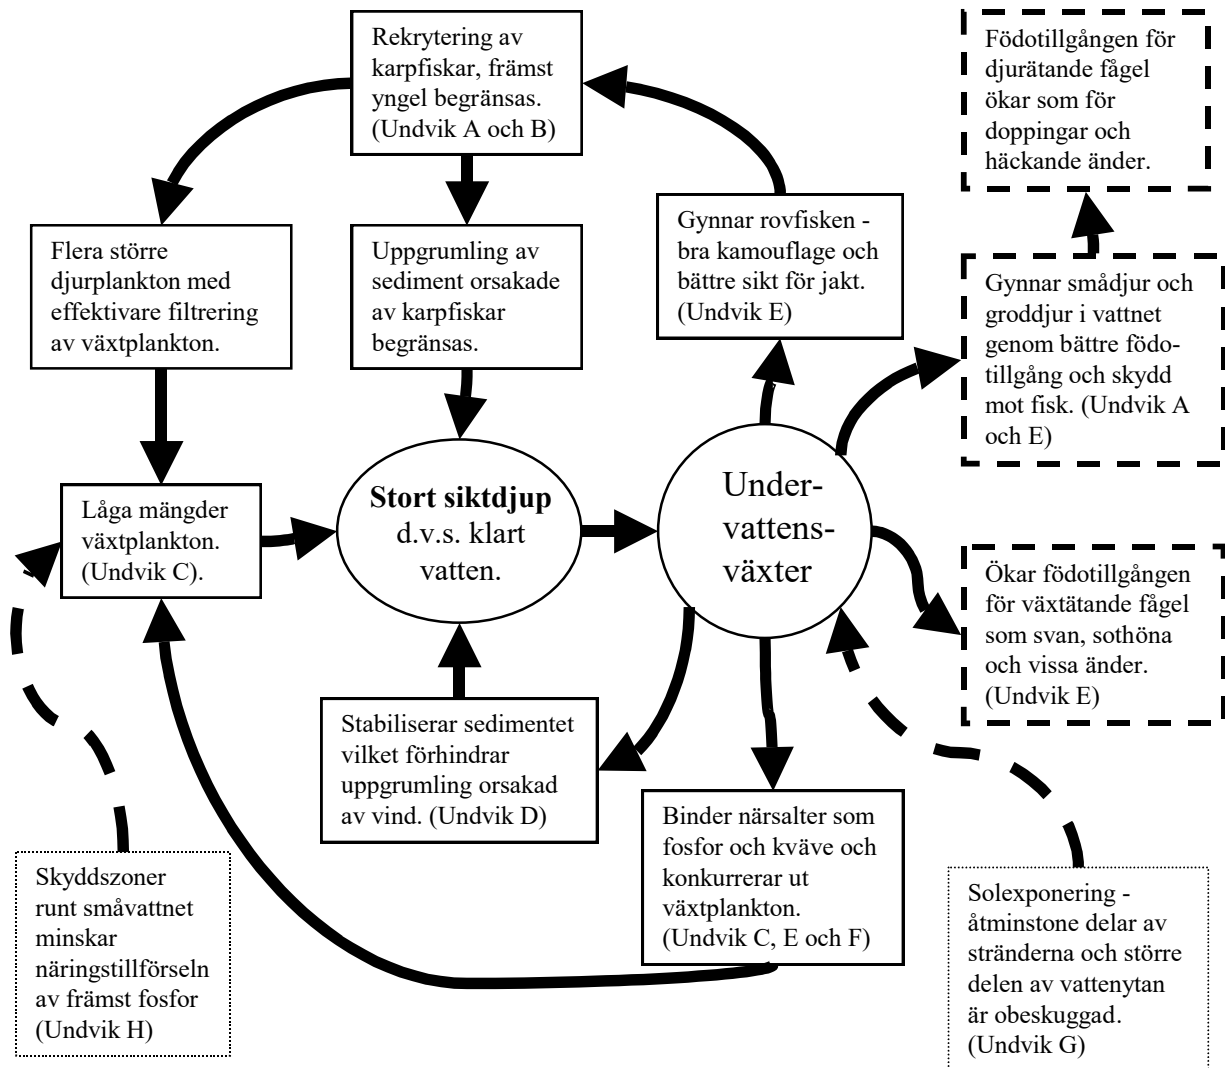 Rekrytering av
karpfiskar, främst
yngel begränsas.
(Undvik A och B)
Födotillgången för
djurätande fågel
ökar som för
doppingar och
häckande änder.
Flera större
djurplankton med
effektivare filtrering
av växtplankton.
Uppgrumling av
sediment orsakade
av karpfiskar
begränsas.
Gynnar rovfisken -
bra kamouflage och
bättre sikt för jakt.
(Undvik E)
Gynnar smådjur och
groddjur i vattnet
genom bättre födo-
tillgång och skydd
mot fisk. (Undvik A
och E)
Låga mängder
växtplankton.
(Undvik C).
Stort siktdjup
d.v.s. klart
vatten.
Under-
vattens-
växter
Ökar födotillgången
för växtätande fågel
som svan, sothöna
och vissa änder.
(Undvik E)
Stabiliserar sedimentet
vilket förhindrar
uppgrumling orsakad
av vind. (Undvik D)
Binder närsalter som
fosfor och kväve och
konkurrerar ut
växtplankton.
(Undvik C, E och F)
Skyddszoner
runt småvattnet
minskar
näringstillförseln
av främst fosfor
(Undvik H)
Solexponering -
åtminstone delar av
stränderna och större
delen av vattenytan
är obeskuggad.
(Undvik G)